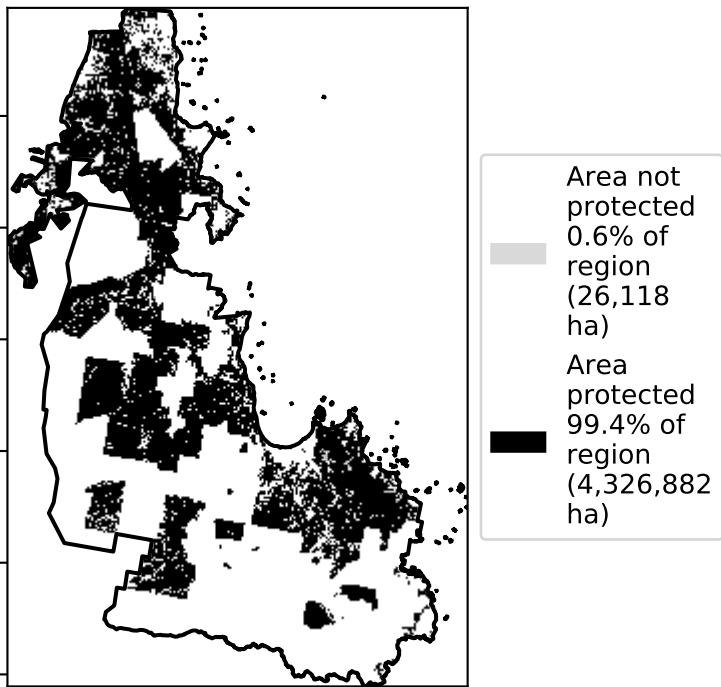 Area not
protected
0.6% of
region
(26,118
ha)
Area
protected
99.4% of
region
(4,326,882
ha)